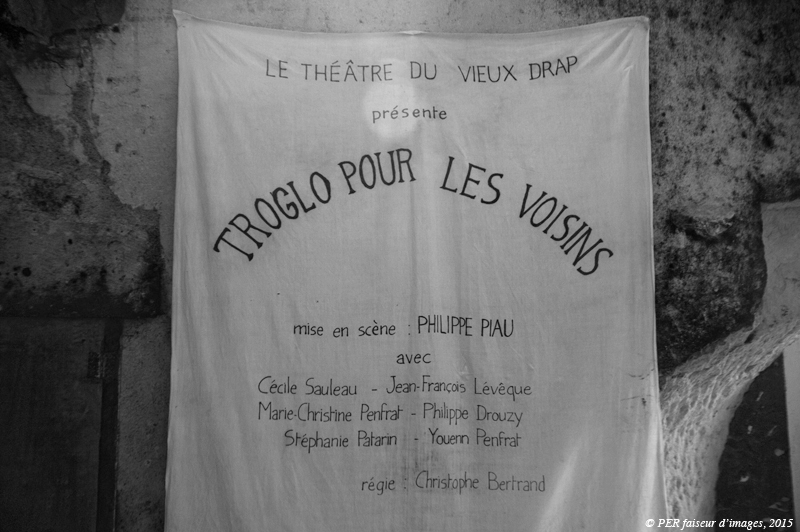 LE THÉÂTRE DU VIEUX DRAP
présente
TROGLO POUR LES VOISINS
mise en scène : PHILIPPE PIAU
avec
Cécile Sauleau - Jean-François Lévêque
Marie-Christine Penfrat - Philippe Drouzy
Stéphanie Patarin - Youenn Penfrat
régie : Christophe Bertrand
© PER faiseur d'images, 2015